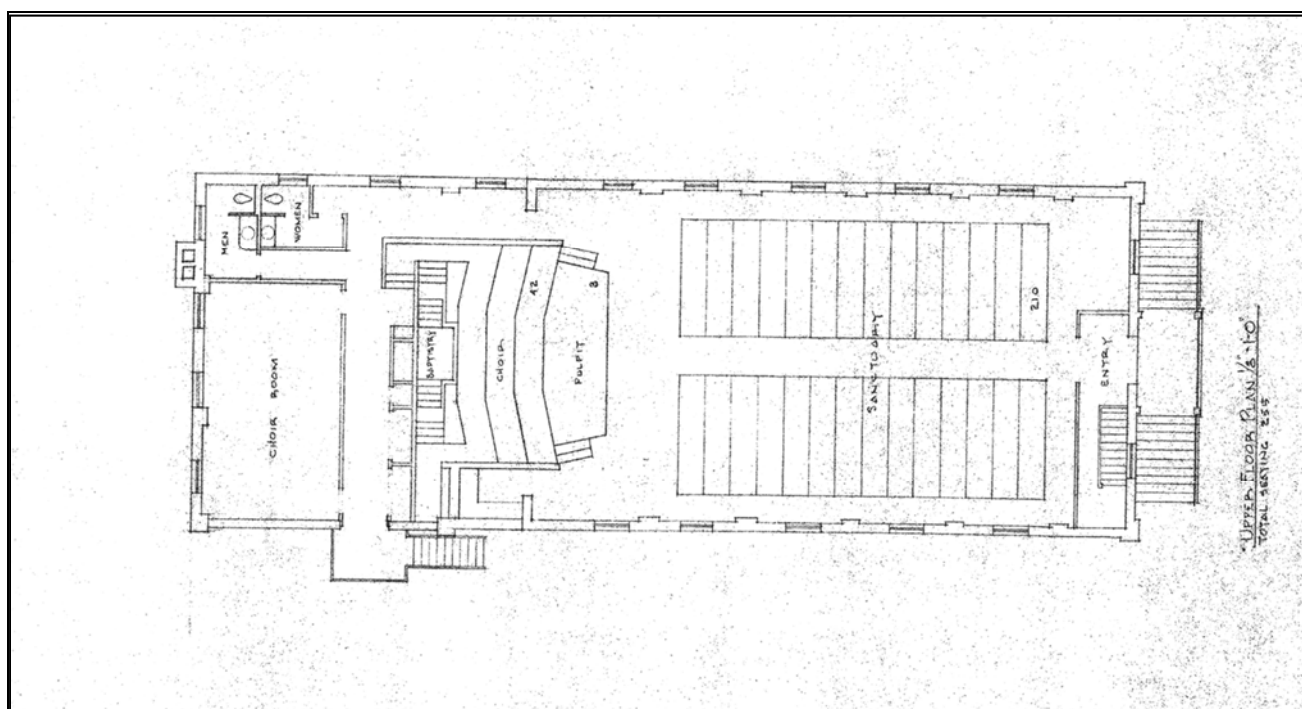 MEN
WOMEN
CHOIR ROOM
BAPTISTRY
CHOIR
42
PULPIT
3
SANCTUARY
210
ENTRY
UPPER FLOOR PLAN 1/8"=1'-0"
TOTAL SEATING 255